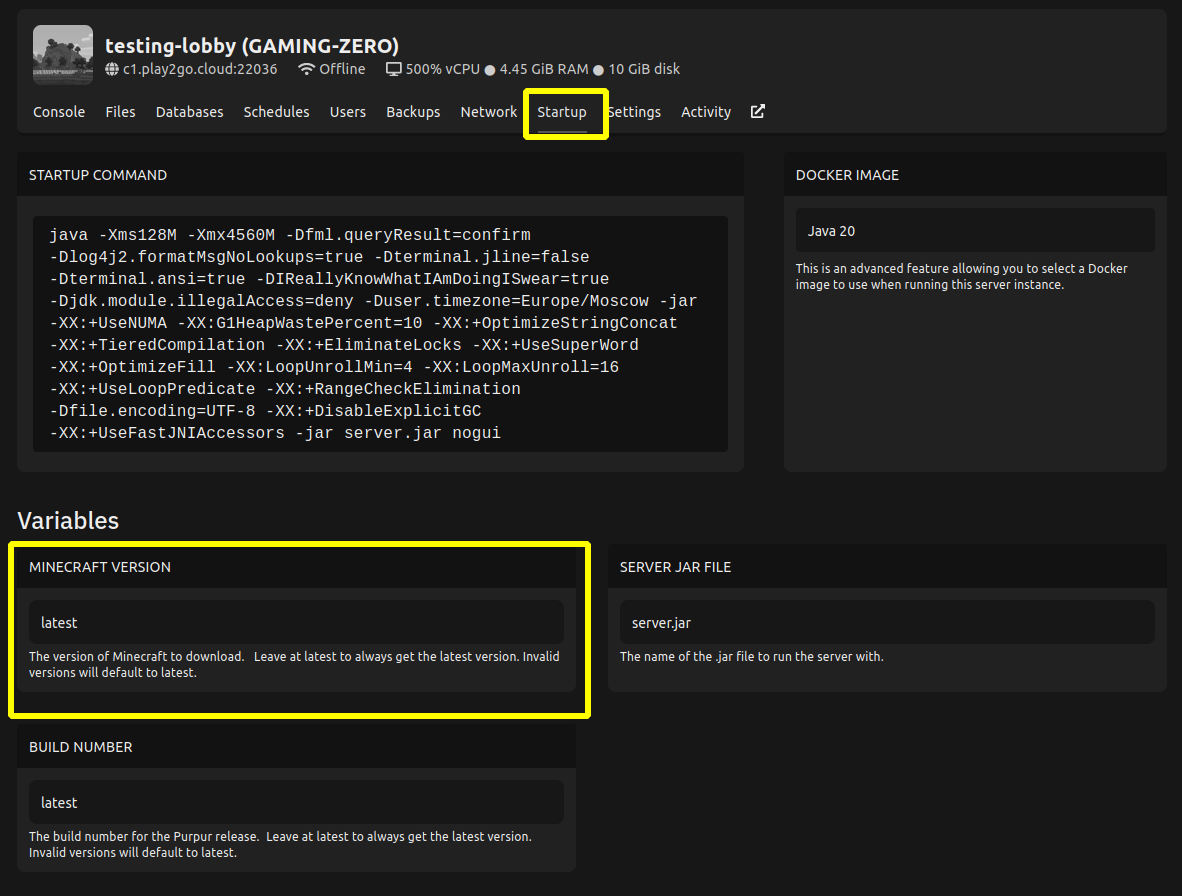 testing-lobby (GAMING-ZERO)
c1.play2go.cloud:22036 Offline 500% vCPU ● 4.45 GiB RAM ● 10 GiB disk
Console Files Databases Schedules Users Backups Network Startup Settings Activity
STARTUP COMMAND
java -Xms128M -Xmx4560M -Dfml.queryResult=confirm
-Dlog4j2.formatMsgNoLookups=true -Dterminal.jline=false
-Dterminal.ansi=true -DIReallyKnowWhatIAmDoingISwear=true
-Djdk.module.illegalAccess=deny -Duser.timezone=Europe/Moscow -jar
-XX:+UseNUMA -XX:G1HeapWastePercent=10 -XX:+OptimizeStringConcat
-XX:+TieredCompilation -XX:+EliminateLocks -XX:+UseSuperWord
-XX:+OptimizeFill -XX:LoopUnrollMin=4 -XX:LoopMaxUnroll=16
-XX:+UseLoopPredicate -XX:+RangeCheckElimination
-Dfile.encoding=UTF-8 -XX:+DisableExplicitGC
-XX:+UseFastJNIAccessors -jar server.jar nogui
DOCKER IMAGE
Java 20
This is an advanced feature allowing you to select a Docker
image to use when running this server instance.
Variables
MINECRAFT VERSION
latest
The version of Minecraft to download. Leave at latest to always get the latest version. Invalid
versions will default to latest.
SERVER JAR FILE
server.jar
The name of the .jar file to run the server with.
BUILD NUMBER
latest
The build number for the Purpur release. Leave at latest to always get the latest version.
Invalid versions will default to latest.